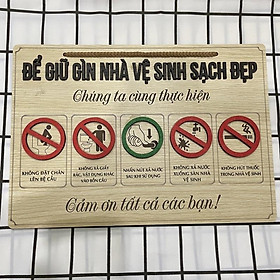 ĐỂ GIỮ GÌN NHÀ VỆ SINH SẠCH ĐẸP
Chúng ta cùng thực hiện
KHÔNG ĐẶT CHÂN
LÊN BỆ CẦU
KHÔNG XẢ GIẤY
RÁC, VẬT DỤNG KHÁC
VÀO BỒN CẦU
NHẤN NÚT XẢ NƯỚC
SAU KHI SỬ DỤNG
KHÔNG XẢ NƯỚC
XUỐNG SÀN NHÀ
VỆ SINH
KHÔNG HÚT THUỐC
TRONG NHÀ VỆ SINH
Cám ơn tất cả các bạn!